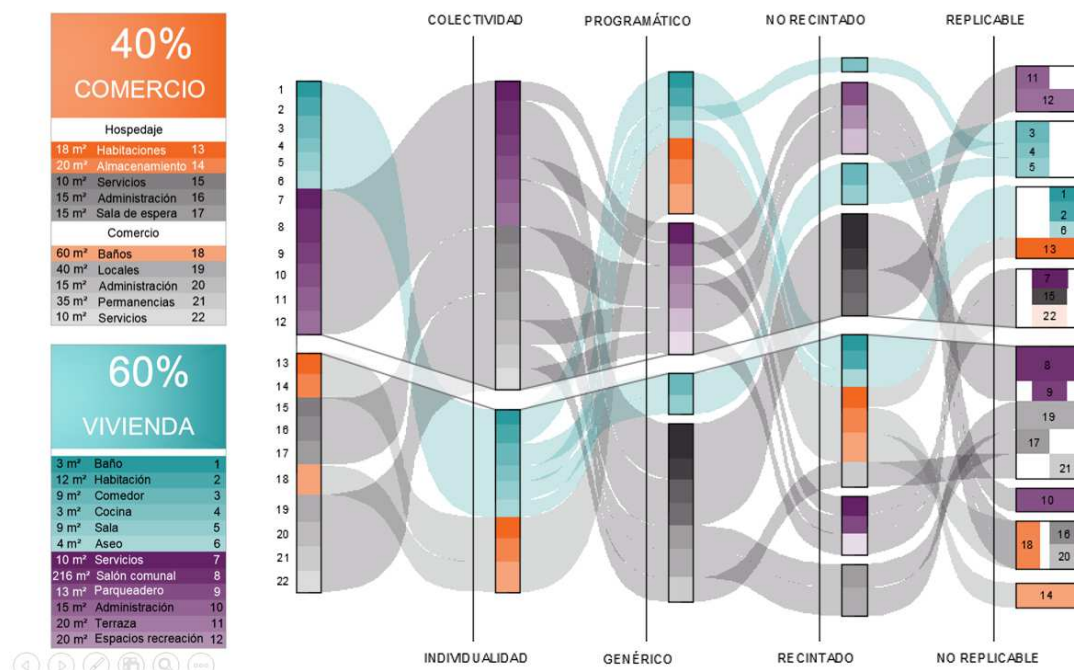 COLECTIVIDAD
PROGRAMÁTICO
NO RECINTADO
REPLICABLE
40%
COMERCIO
Hospedaje
18 m² Habitaciones 13
20 m² Almacenamiento 14
10 m² Servicios 15
15 m² Administración 16
15 m² Sala de espera 17
Comercio
60 m² Baños 18
40 m² Locales 19
15 m² Administración 20
35 m² Permanencias 21
10 m² Servicios 22
60%
VIVIENDA
3 m² Baño 1
12 m² Habitación 2
9 m² Comedor 3
3 m² Cocina 4
9 m² Sala 5
4 m² Aseo 6
10 m² Servicios 7
216 m² Salón comunal 8
13 m² Parqueadero 9
15 m² Administración 10
20 m² Terraza 11
20 m² Espacios recreación 12
1
2
3
4
5
6
7
8
9
10
11
12
13
14
15
16
17
18
19
20
21
22
11
12
3
4
5
1
2
6
13
7
15
22
8
9
19
17
21
10
18 16
20
14
INDIVIDUALIDAD
GENÉRICO
RECINTADO
NO REPLICABLE